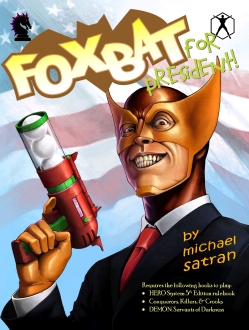 FOXBAT
FOR
PRESIDENT!
by
michael
satran
Requires the following books to play:
• HERO System 5th Edition rulebook
• Conquerors, Killers, & Crooks
• DEMON: Servants of Darkness